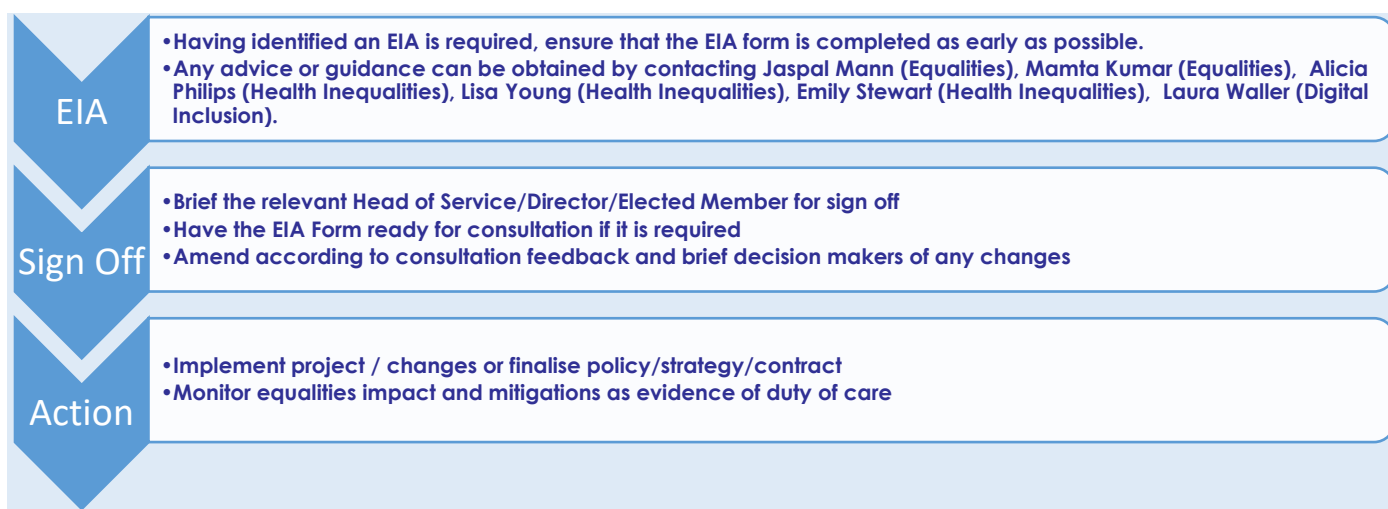 EIA
•Having identified an EIA is required, ensure that the EIA form is completed as early as possible.
•Any advice or guidance can be obtained by contacting Jaspal Mann (Equalities), Mamta Kumar (Equalities), Alicia
Philips (Health Inequalities), Lisa Young (Health Inequalities), Emily Stewart (Health Inequalities), Laura Waller (Digital
Inclusion).
Sign Off
•Brief the relevant Head of Service/Director/Elected Member for sign off
•Have the EIA Form ready for consultation if it is required
•Amend according to consultation feedback and brief decision makers of any changes
Action
•Implement project / changes or finalise policy/strategy/contract
•Monitor equalities impact and mitigations as evidence of duty of care